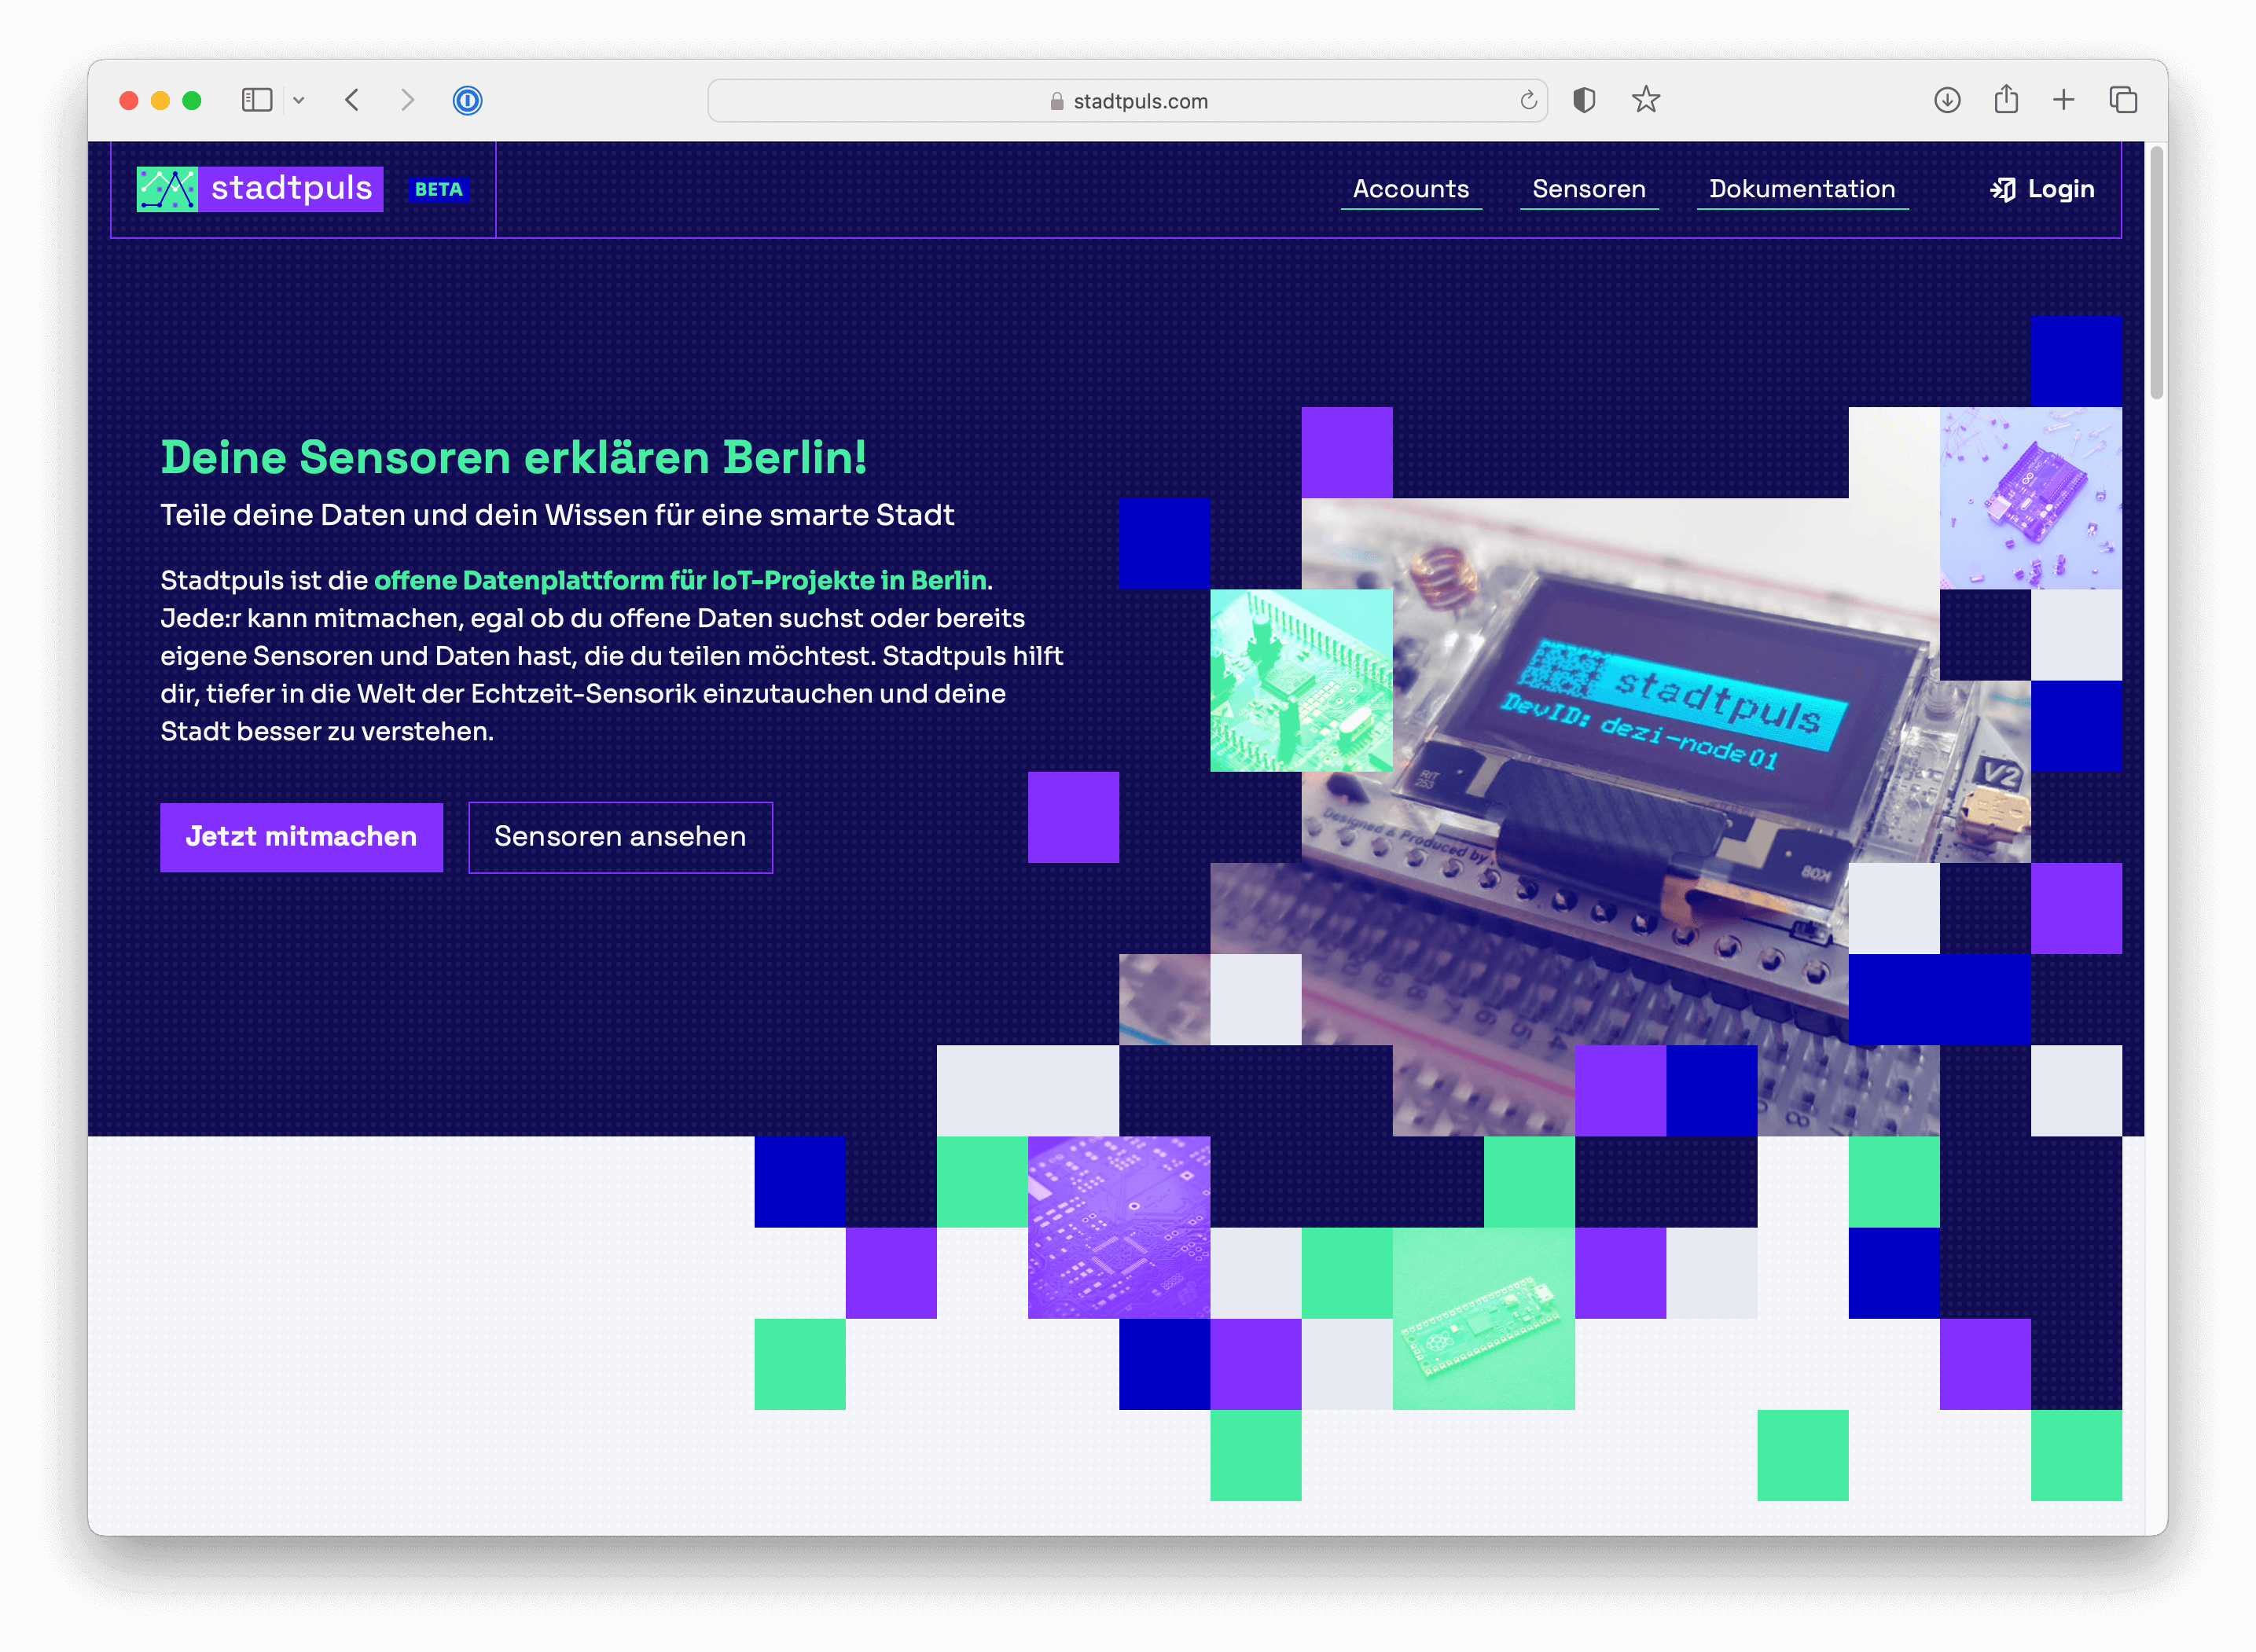 stadtpuls.com
stadtpuls BETA
Accounts Sensoren Dokumentation Login
Deine Sensoren erklären Berlin!
Teile deine Daten und dein Wissen für eine smarte Stadt
Stadtpuls ist die offene Datenplattform für IoT-Projekte in Berlin.
Jede:r kann mitmachen, egal ob du offene Daten suchst oder bereits
eigene Sensoren und Daten hast, die du teilen möchtest. Stadtpuls hilft
dir, tiefer in die Welt der Echtzeit-Sensorik einzutauchen und deine
Stadt besser zu verstehen.
Jetzt mitmachen
Sensoren ansehen
stadtpuls
DevID: dezi-node01
V2
RIT
253
Designed & Produced by
K08